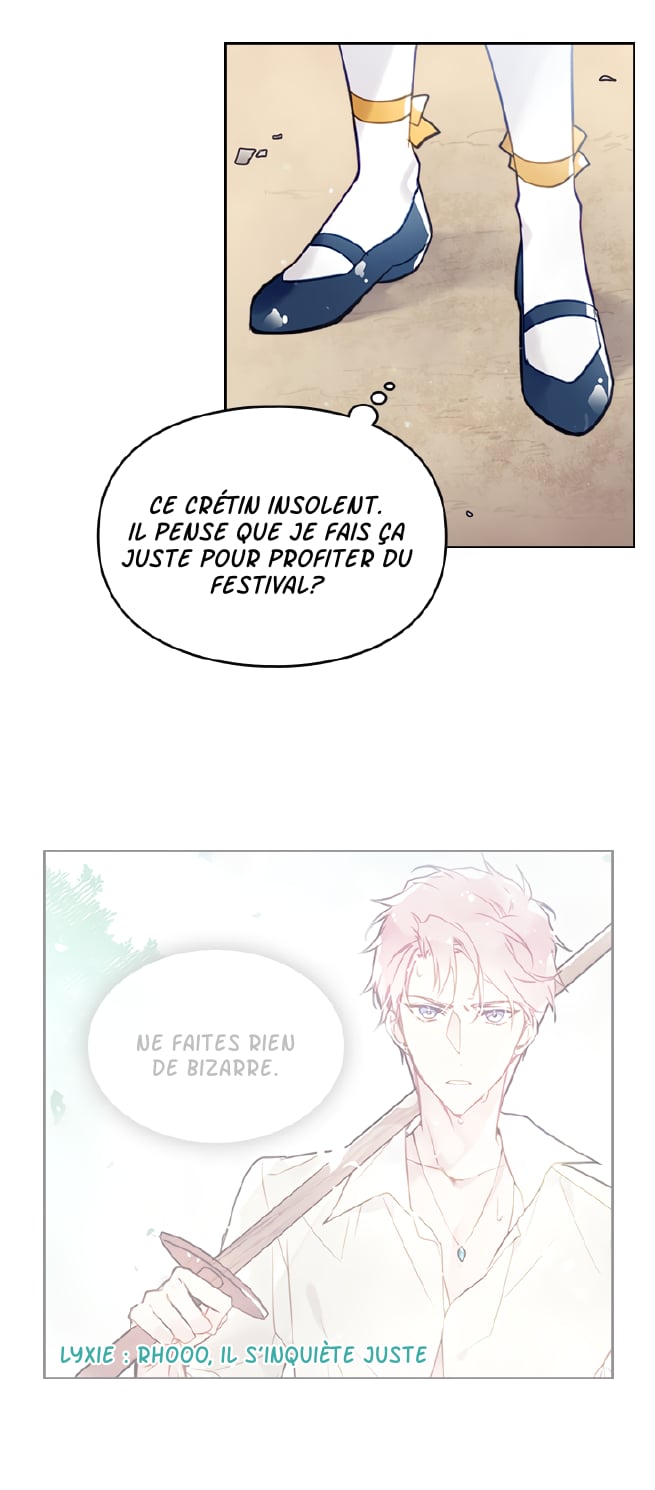 CE CRÉTIN INSOLENT.
IL PENSE QUE JE FAIS ÇA
JUSTE POUR PROFITER DU
FESTIVAL?
NE FAITES RIEN
DE BIZARRE.
LYXIE : RHOOO, IL S'INQUIÈTE JUSTE